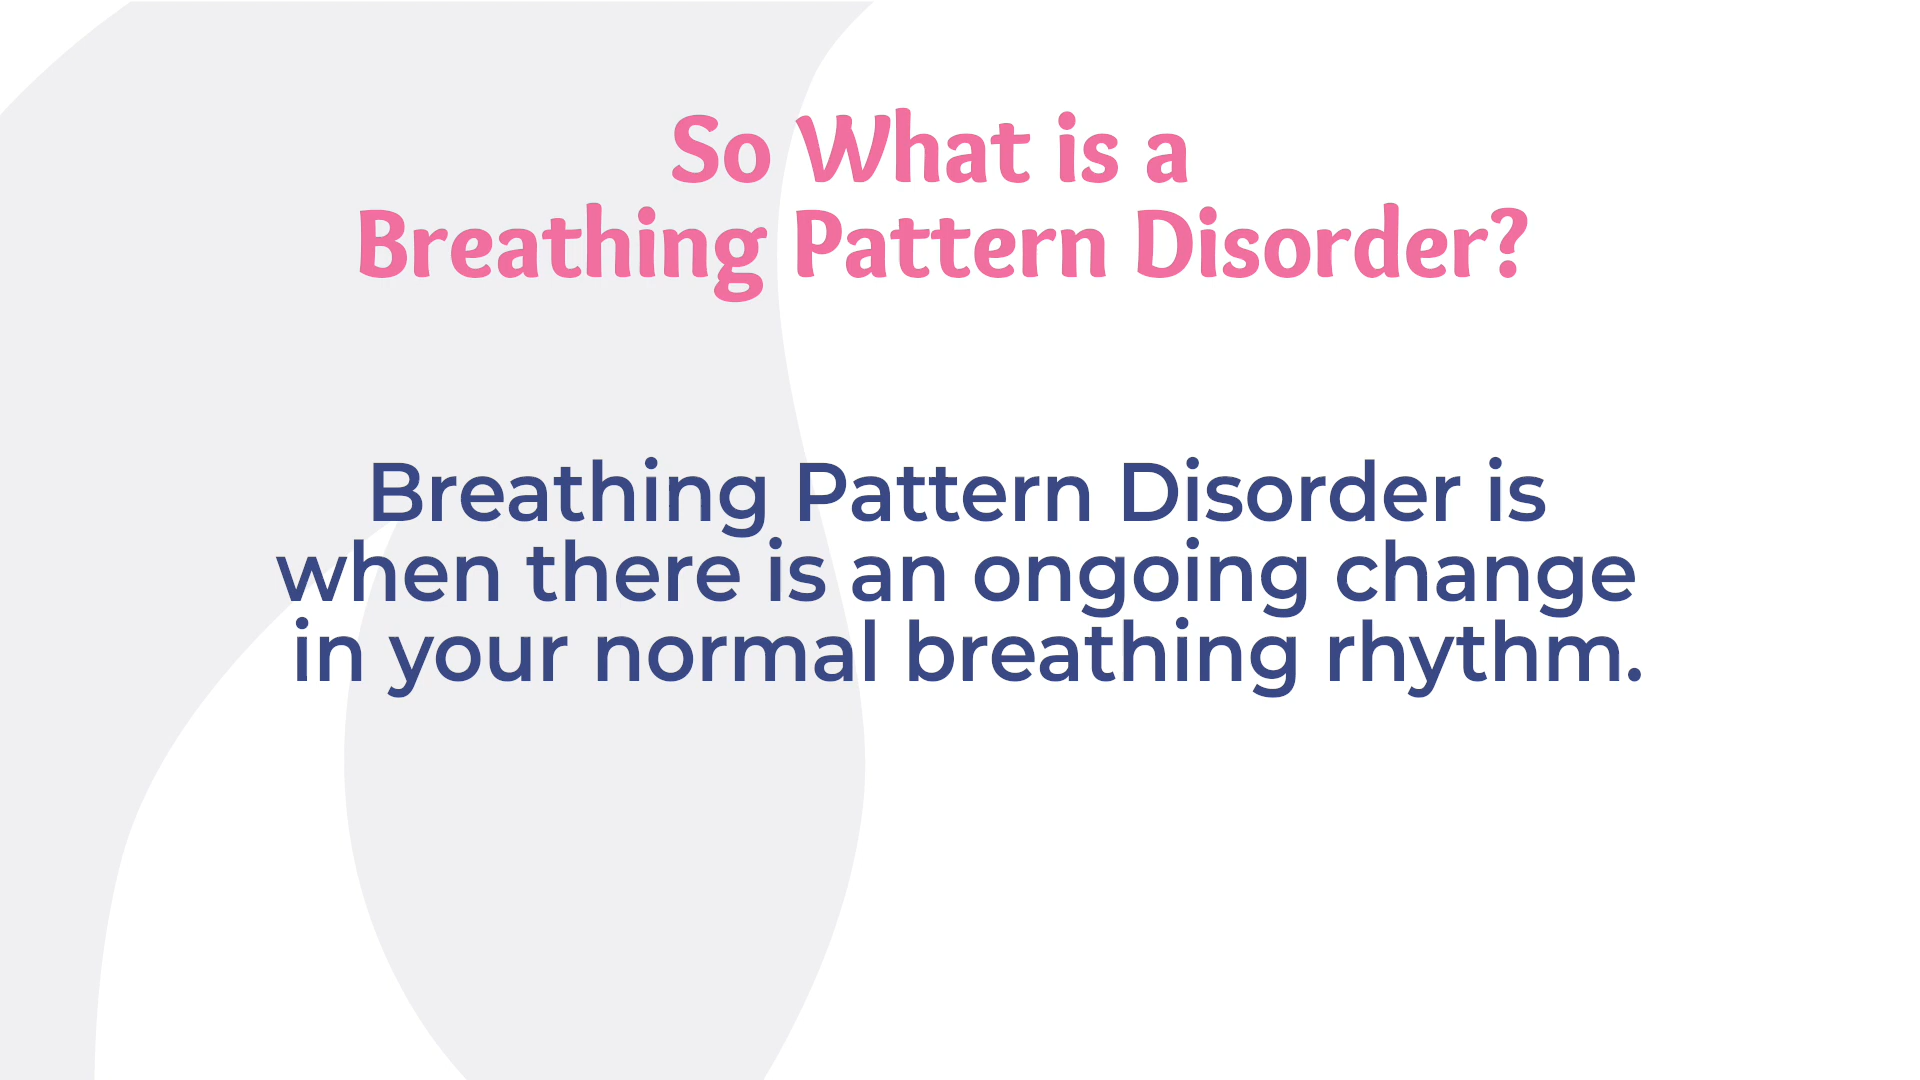 So What is a
Breathing Pattern Disorder?
Breathing Pattern Disorder is
when there is an ongoing change
in your normal breathing rhythm.